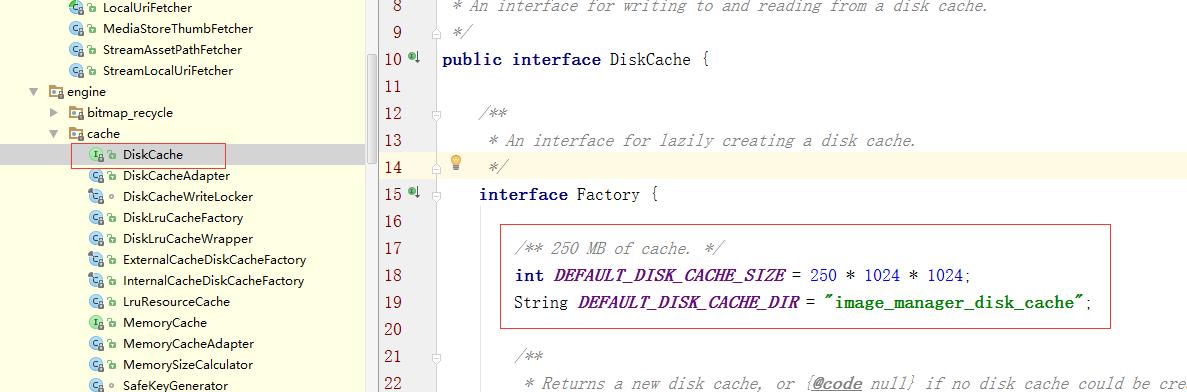 LocalUriFetcher
MediaStoreThumbFetcher
StreamAssetPathFetcher
StreamLocalUriFetcher
engine
bitmap_recycle
cache
DiskCache
DiskCacheAdapter
DiskCacheWriteLocker
DiskLruCacheFactory
DiskLruCacheWrapper
ExternalCacheDiskCacheFactory
InternalCacheDiskCacheFactory
LruResourceCache
MemoryCache
MemoryCacheAdapter
MemorySizeCalculator
SafeKeyGenerator
8 * An interface for writing to and reading from a disk cache.
9 */
10 public interface DiskCache {
11
12 /**
13 * An interface for lazily creating a disk cache.
14 */
15 interface Factory {
16
17 /** 250 MB of cache. */
18 int DEFAULT_DISK_CACHE_SIZE = 250 * 1024 * 1024;
19 String DEFAULT_DISK_CACHE_DIR = "image_manager_disk_cache";
20
21 /**
22 * Returns a new disk cache, or {@code null} if no disk cache could be